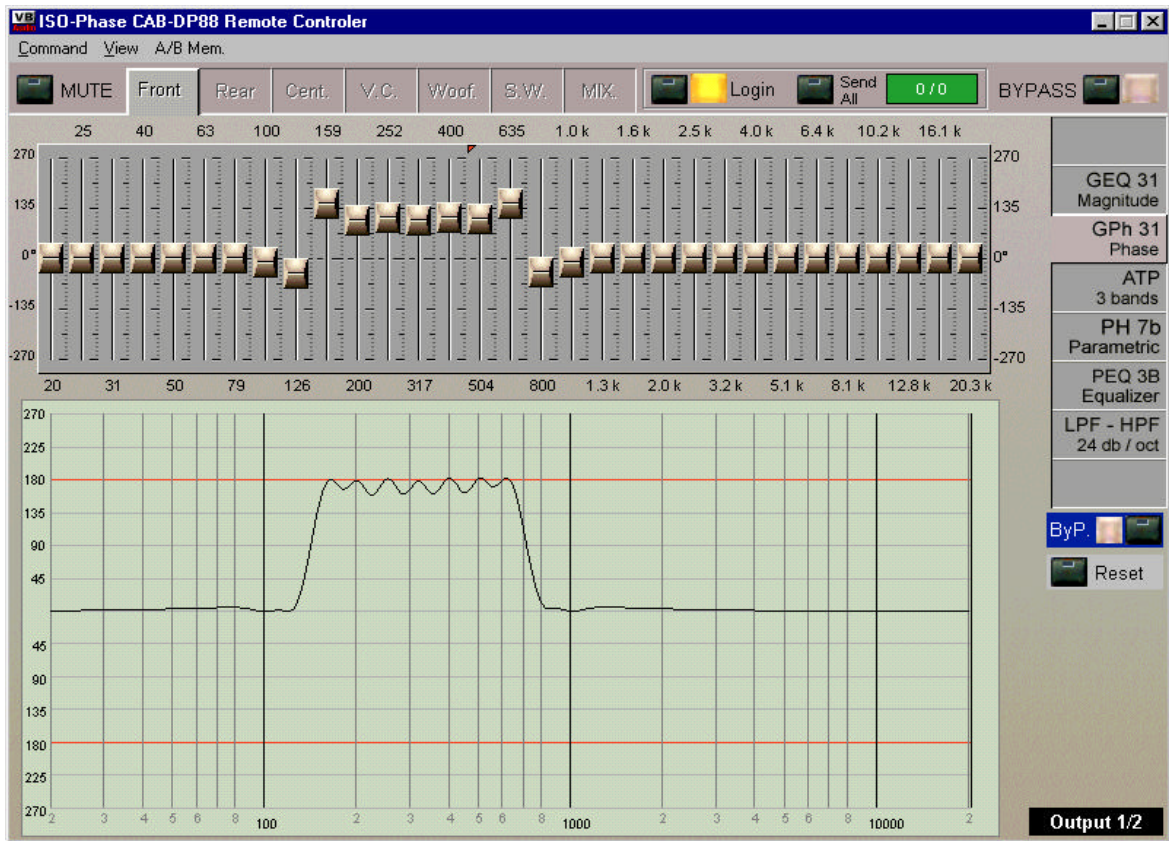 VB Audio ISO-Phase CAB-DP88 Remote Controler
Command View A/B Mem.
MUTE Front Rear Cent. V.C. Woof. S.W. MIX. Login Send All 0 / 0 BYPASS
25 40 63 100 159 252 400 635 1.0 k 1.6 k 2.5 k 4.0 k 6.4 k 10.2 k 16.1 k
270 270
135 135
0° 0°
-135 -135
-270 -270
20 31 50 79 126 200 317 504 800 1.3 k 2.0 k 3.2 k 5.1 k 8.1 k 12.8 k 20.3 k
GEQ 31
Magnitude
GPh 31
Phase
ATP
3 bands
PH 7b
Parametric
PEQ 3B
Equalizer
LPF - HPF
24 db / oct
ByP.
Reset
270
225
180
135
90
45
45
90
135
180
225
270
2 3 4 5 6 8 100 2 3 4 5 6 8 1000 2 3 4 5 6 8 10000 2
Output 1/2